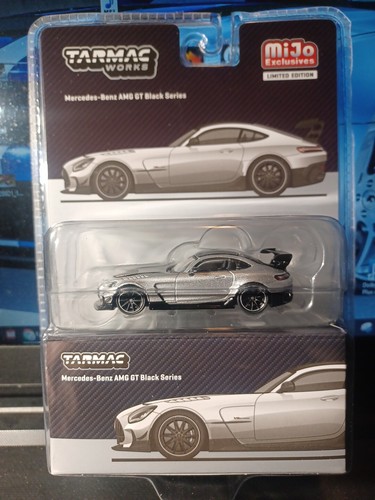 TARMAC
WORKS
MiJo
Exclusives
LIMITED EDITION
Mercedes-Benz AMG GT Black Series
TARMAC
Mercedes-Benz AMG GT Black Series